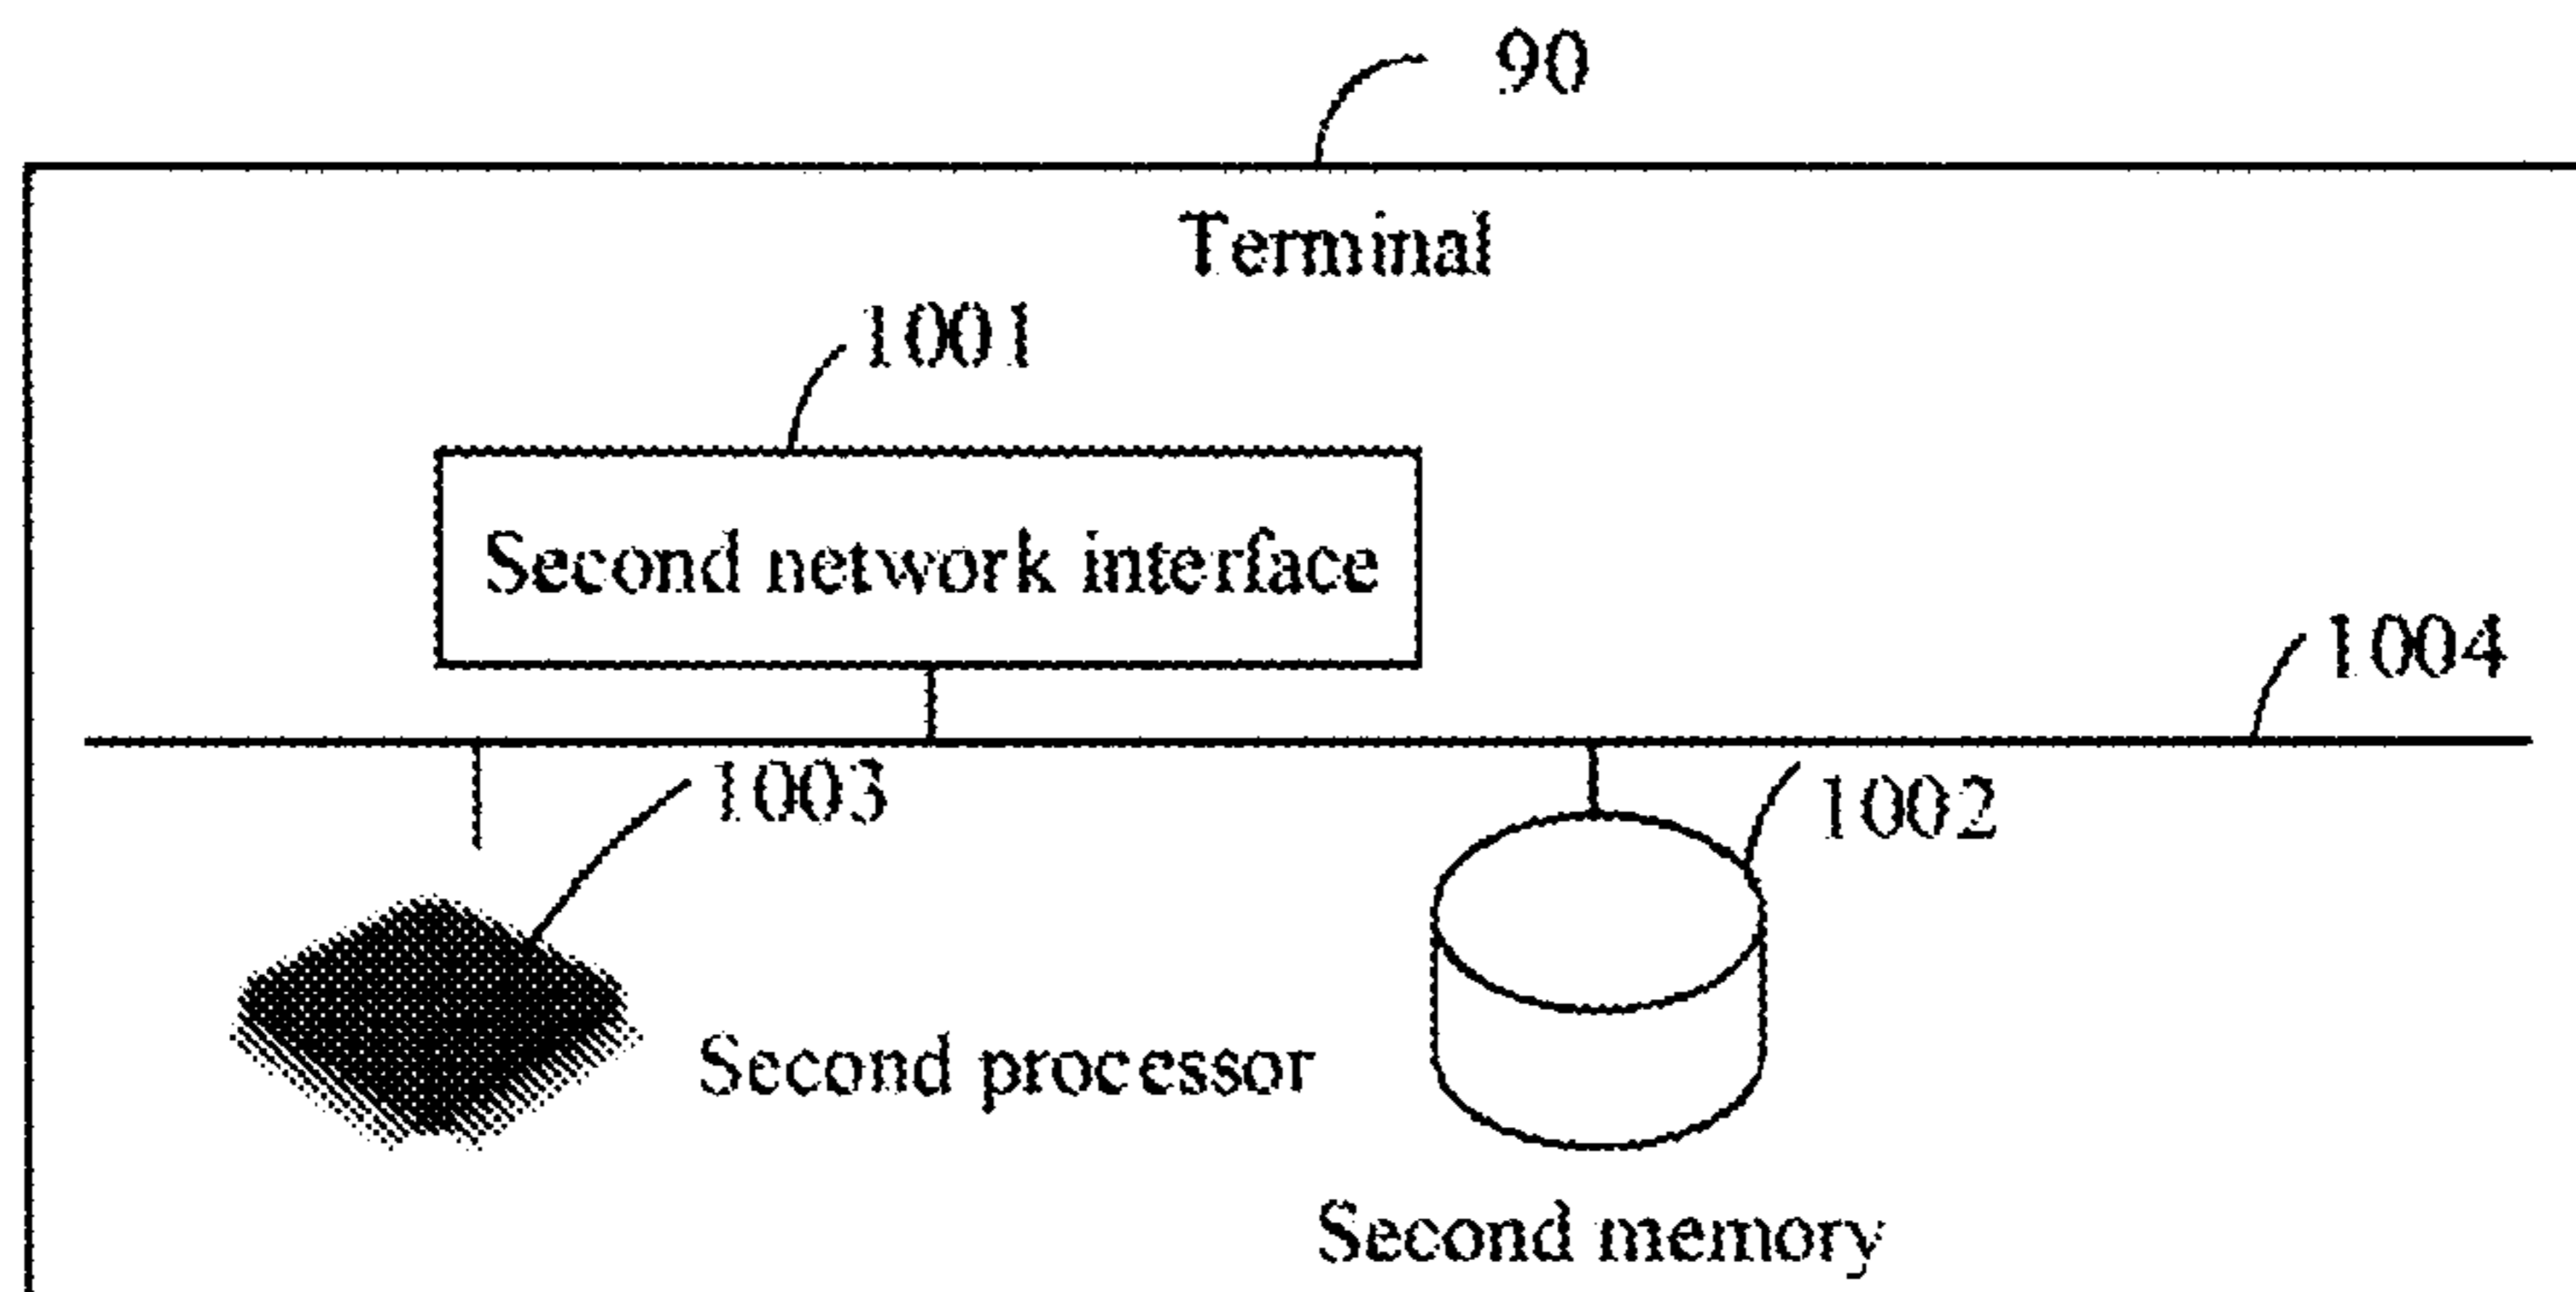 90
Terminal
1001
Second network interface
1004
1003
1002
Second processor
Second memory